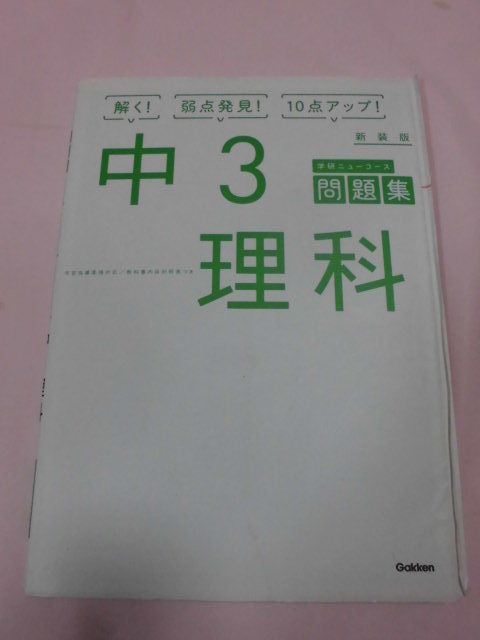 解く！ 弱点発見！ 10点アップ！
新装版
中3
学研ニューコース
問題集
理科
Gakken